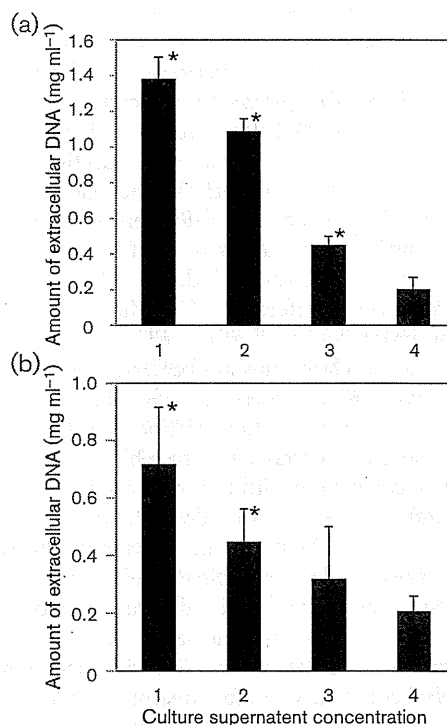 (a)
Amount of extracellular DNA (mg ml⁻¹)
1.6
1.4
1.2
1.0
0.8
0.6
0.4
0.2
0
*
*
*
1 2 3 4
(b)
Amount of extracellular DNA (mg ml⁻¹)
1.0
0.8
0.6
0.4
0.2
0
*
*
1 2 3 4
Culture supernatent concentration